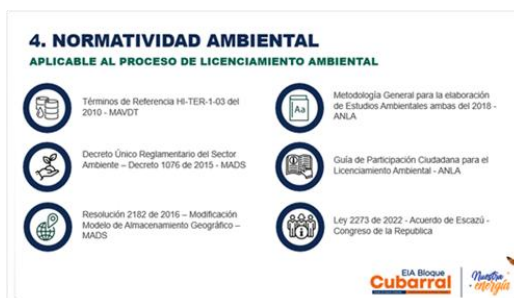 4. NORMATIVIDAD AMBIENTAL
APLICABLE AL PROCESO DE LICENCIAMIENTO AMBIENTAL
Términos de Referencia HI-TER-1-03 del
2010 - MAVDT
Decreto Único Reglamentario del Sector
Ambiente – Decreto 1076 de 2015 - MADS
Resolución 2182 de 2016 – Modificación
Modelo de Almacenamiento Geográfico –
MADS
Aa
Metodología General para la elaboración
de Estudios Ambientales ambas del 2018 -
ANLA
Guía de Participación Ciudadana para el
Licenciamiento Ambiental - ANLA
Ley 2273 de 2022 - Acuerdo de Escazú -
Congreso de la Republica
EIA Bloque
Cubarral
Nuestra
energía